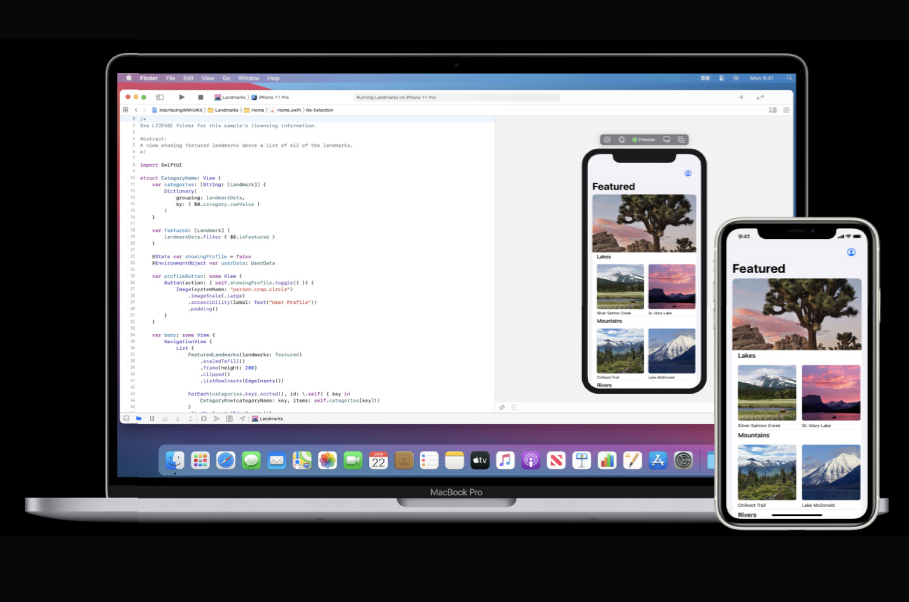 Finder File Edit View Go Window Help
Mon 9:41
Landmarks iPhone 11 Pro
Running Landmarks on iPhone 11 Pro
InterfacingWithUIKit Landmarks Home Home.swift No Selection
/*
See LICENSE folder for this sample's licensing information.
Abstract:
A view showing featured landmarks above a list of all of the landmarks.
*/
import SwiftUI
struct CategoryHome: View {
var categories: [String: [Landmark]] {
Dictionary(
grouping: landmarkData,
by: { $0.category.rawValue }
)
}
var featured: [Landmark] {
landmarkData.filter { $0.isFeatured }
}
@State var showingProfile = false
@EnvironmentObject var userData: UserData
var profileButton: some View {
Button(action: { self.showingProfile.toggle() }) {
Image(systemName: "person.crop.circle")
.imageScale(.large)
.accessibility(label: Text("User Profile"))
.padding()
}
}
var body: some View {
NavigationView {
List {
FeaturedLandmarks(landmarks: featured)
.scaledToFill()
.frame(height: 200)
.clipped()
.listRowInsets(EdgeInsets())
ForEach(categories.keys.sorted(), id: \.self) { key in
CategoryRow(categoryName: key, items: self.categories[key]!)
}
Landmarks
Preview
Featured
Lakes
Silver Salmon Creek
St. Mary Lake
Mountains
Chilkoot Trail
Lake McDonald
Rivers
22
tv
MacBook Pro
9:41
Featured
Lakes
Silver Salmon Creek
St. Mary Lake
Mountains
Chilkoot Trail
Lake McDonald
Rivers